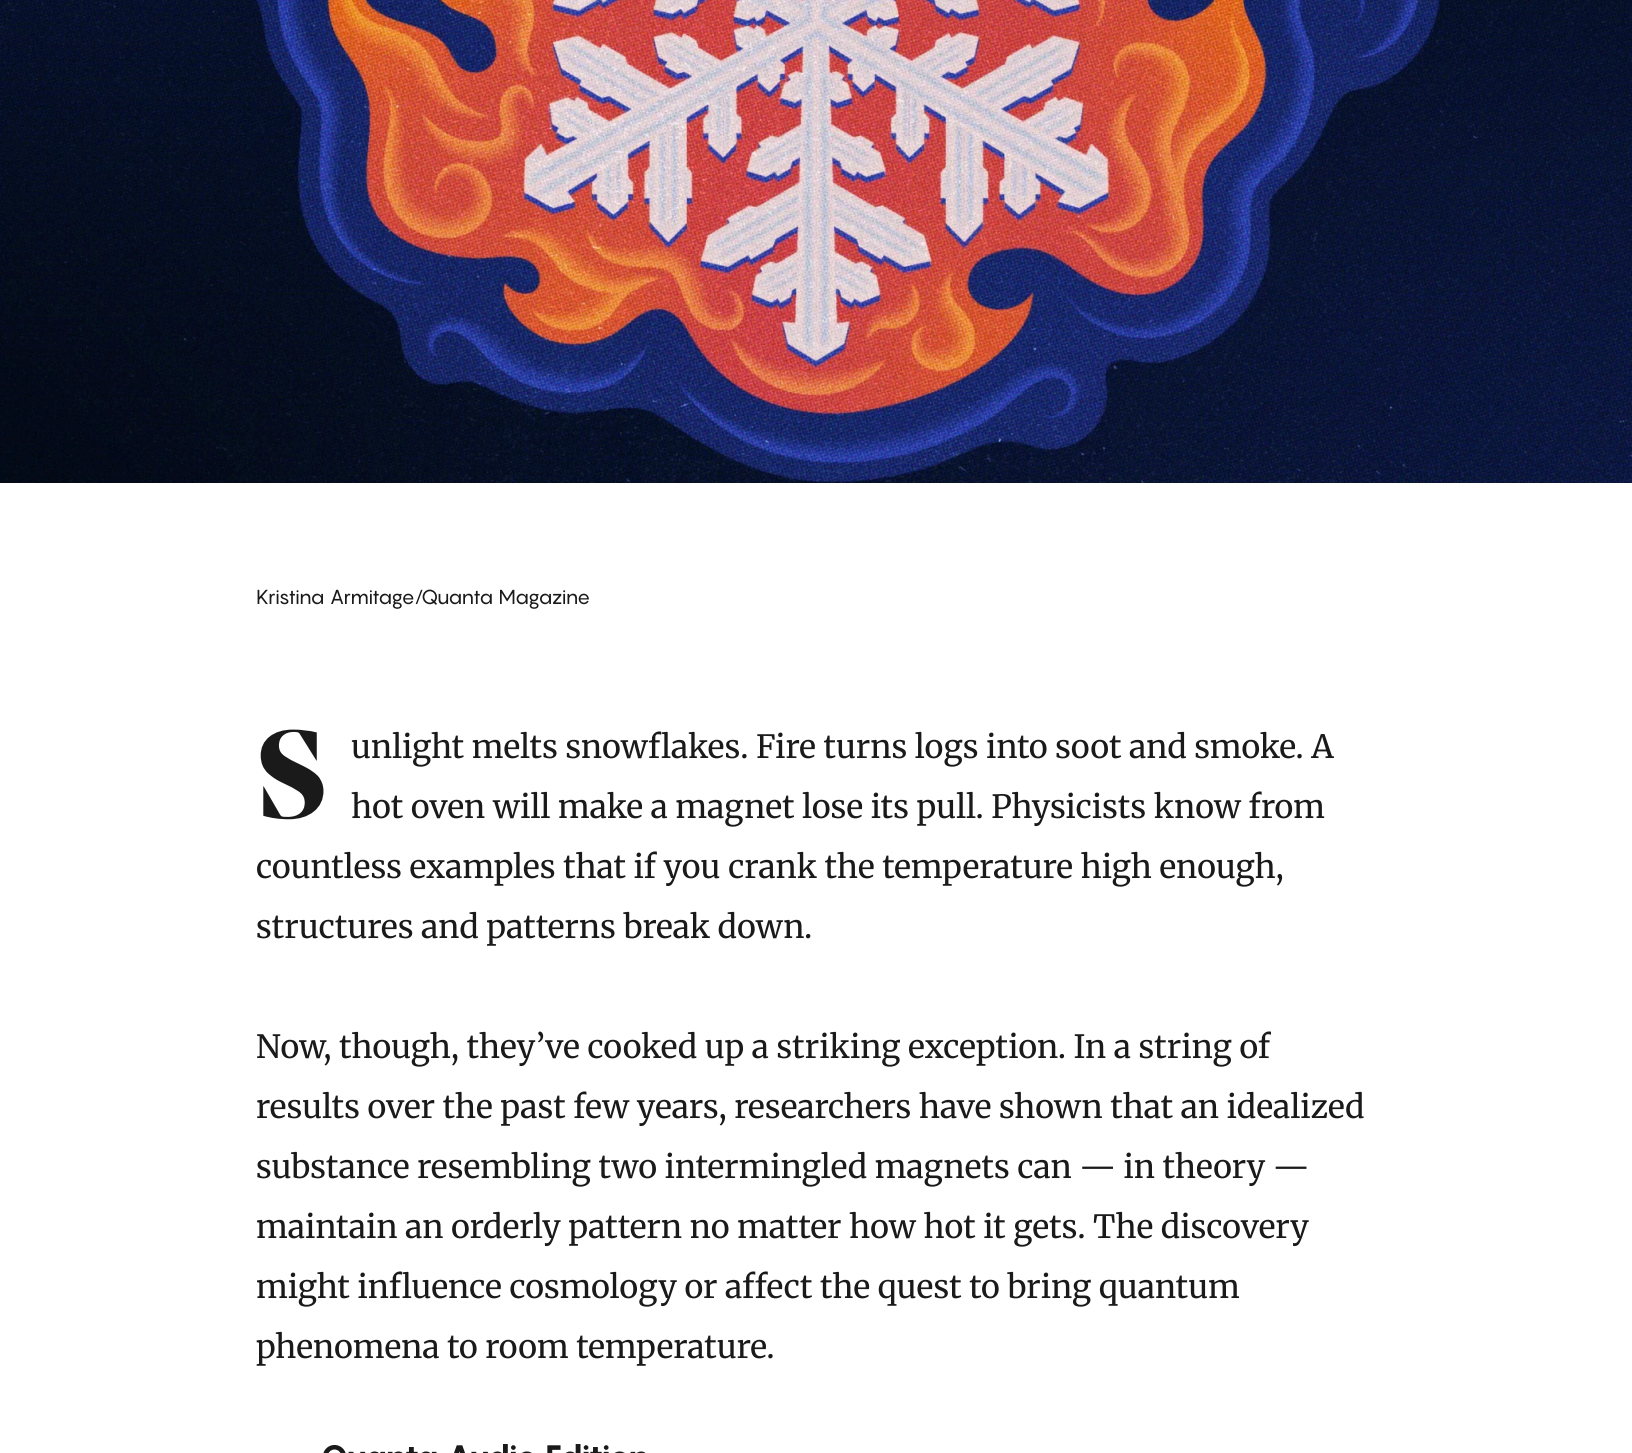 Kristina Armitage/Quanta Magazine
Sunlight melts snowflakes. Fire turns logs into soot and smoke. A
hot oven will make a magnet lose its pull. Physicists know from
countless examples that if you crank the temperature high enough,
structures and patterns break down.
Now, though, they’ve cooked up a striking exception. In a string of
results over the past few years, researchers have shown that an idealized
substance resembling two intermingled magnets can — in theory —
maintain an orderly pattern no matter how hot it gets. The discovery
might influence cosmology or affect the quest to bring quantum
phenomena to room temperature.
Quanta Audio Edition